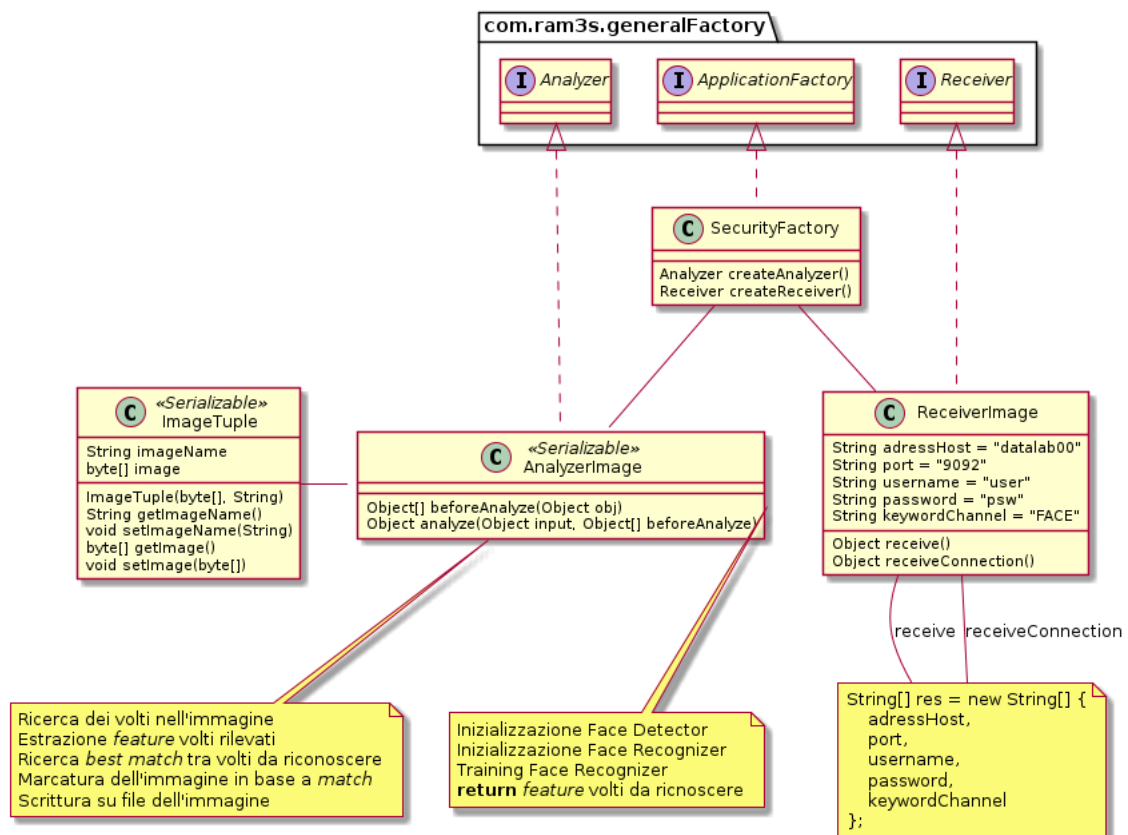 com.ram3s.generalFactory
I Analyzer
I ApplicationFactory
I Receiver
C SecurityFactory
Analyzer createAnalyzer()
Receiver createReceiver()
C «Serializable»
ImageTuple
String imageName
byte[] image
ImageTuple(byte[], String)
String getImageName()
void setImageName(String)
byte[] getImage()
void setImage(byte[])
C «Serializable»
AnalyzerImage
Object[] beforeAnalyze(Object obj)
Object analyze(Object input, Object[] beforeAnalyze)
C ReceiverImage
String adressHost = "datalab00"
String port = "9092"
String username = "user"
String password = "psw"
String keywordChannel = "FACE"
Object receive()
Object receiveConnection()
receive
receiveConnection
Ricerca dei volti nell'immagine
Estrazione feature volti rilevati
Ricerca best match tra volti da riconoscere
Marcatura dell'immagine in base a match
Scrittura su file dell'immagine
Inizializzazione Face Detector
Inizializzazione Face Recognizer
Training Face Recognizer
return feature volti da ricnoscere
String[] res = new String[] {
adressHost,
port,
username,
password,
keywordChannel
};